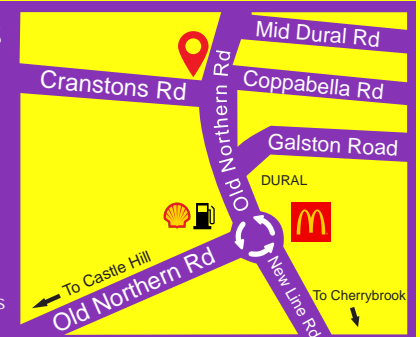 Mid Dural Rd
Cranstons Rd
Coppabella Rd
Old Northern Rd
Galston Road
DURAL
To Castle Hill
Old Northern Rd
New Line Rd
To Cherrybrook